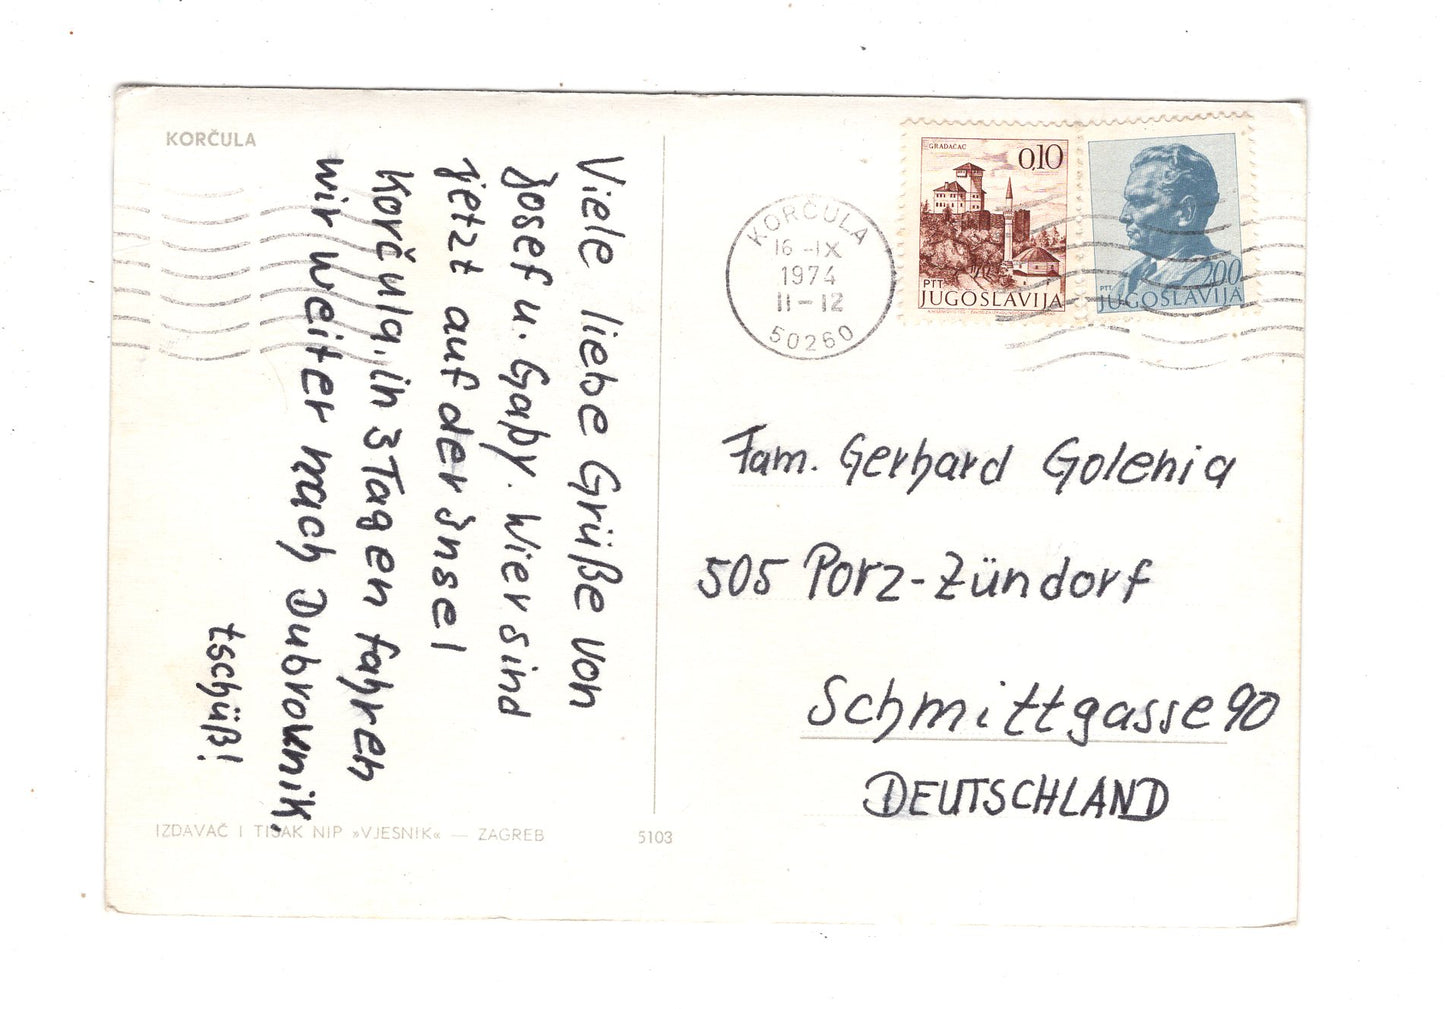 KORČULA
Viele liebe Grüße von
Josef u. Gaby. Wier sind
jetzt auf der Insel
Korčula, in 3 Tagen fahren
wir weiter nach Dubrovnik,
tschüß!
IZDAVAČ I TISAK NIP »VJESNIK« — ZAGREB
5103
KORČULA
16-IX
1974
11-12
50260
GRADAČAC
0,10
PTT
JUGOSLAVIJA
2,00
PTT
JUGOSLAVIJA
Fam. Gerhard Golenia
505 Porz-Zündorf
Schmittgasse 90
DEUTSCHLAND